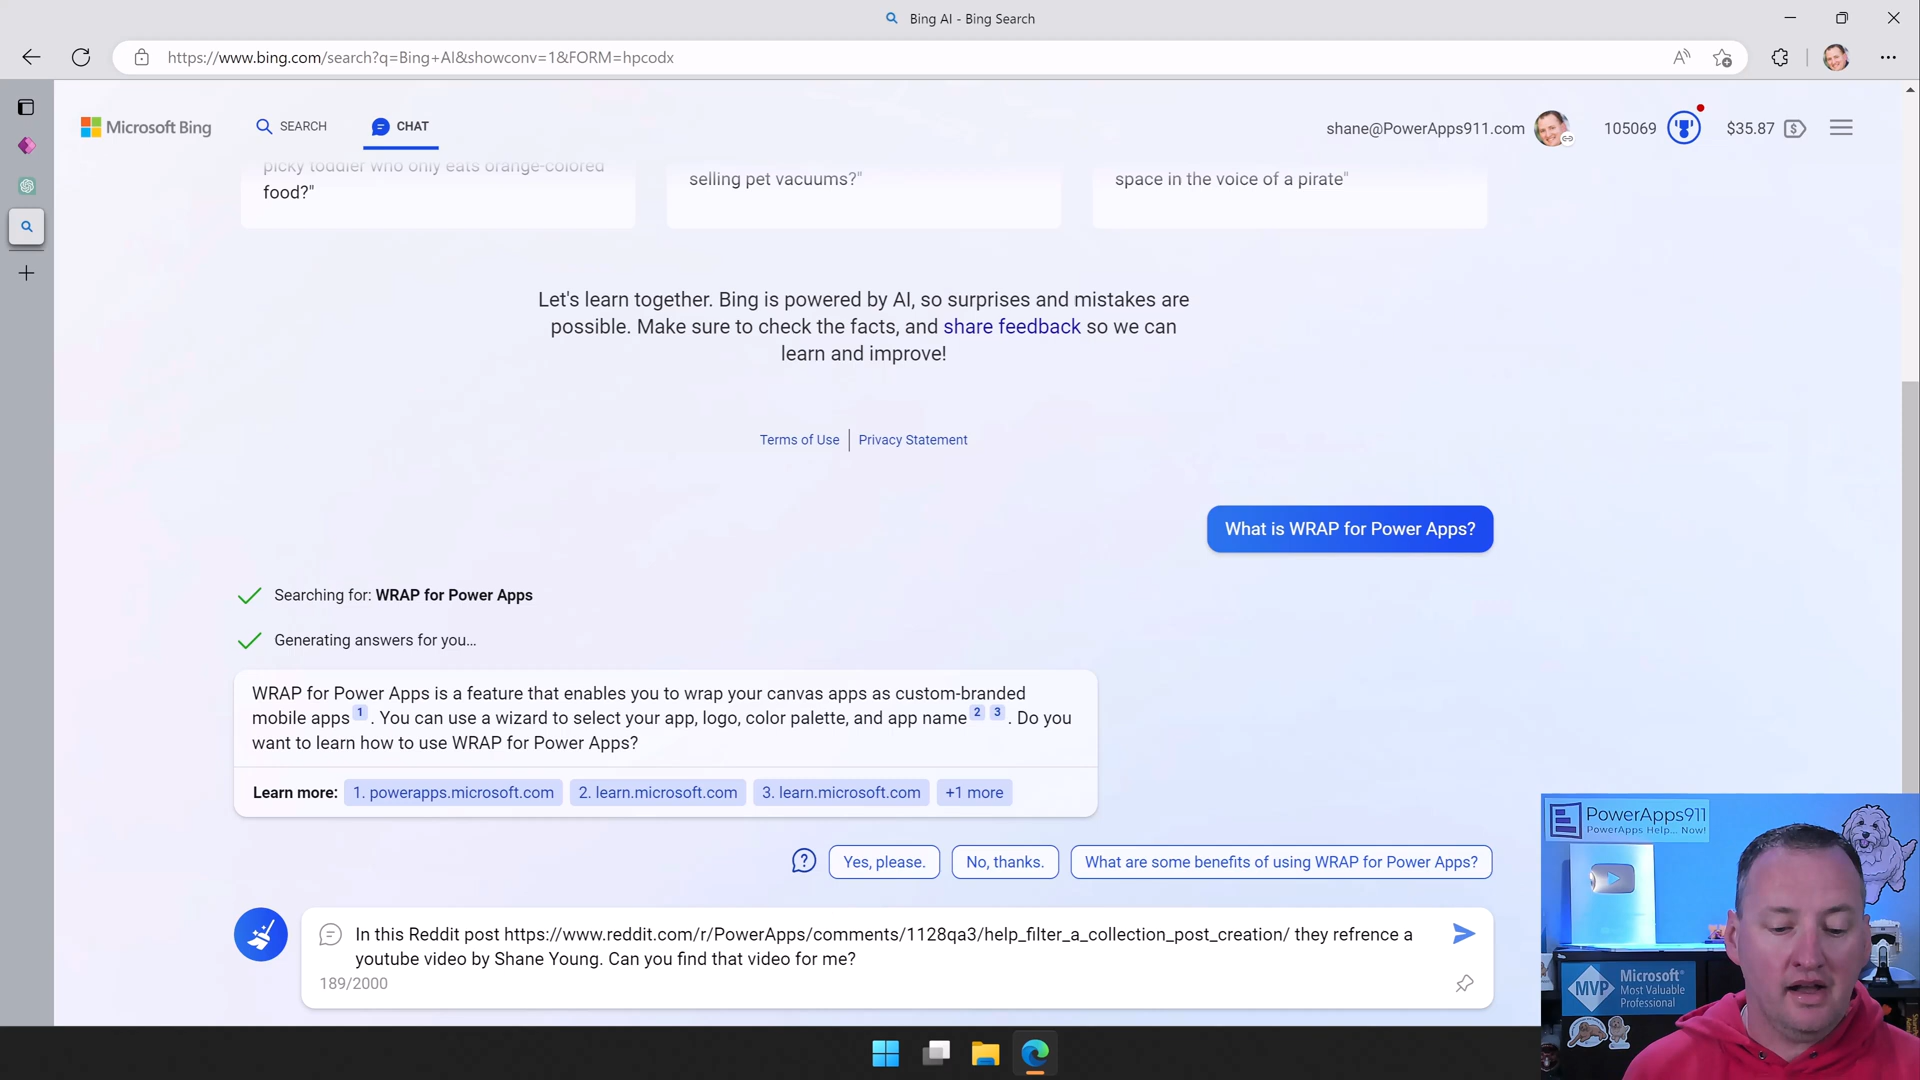 Bing AI - Bing Search
https://www.bing.com/search?q=Bing+AI&showconv=1&FORM=hpcodx
Microsoft Bing
SEARCH
CHAT
shane@PowerApps911.com
105069
$35.87
picky toddler who only eats orange-colored
food?"
selling pet vacuums?"
space in the voice of a pirate"
Let's learn together. Bing is powered by AI, so surprises and mistakes are
possible. Make sure to check the facts, and share feedback so we can
learn and improve!
Terms of Use
Privacy Statement
What is WRAP for Power Apps?
Searching for: WRAP for Power Apps
Generating answers for you...
WRAP for Power Apps is a feature that enables you to wrap your canvas apps as custom-branded
mobile apps 1 . You can use a wizard to select your app, logo, color palette, and app name 2 3 . Do you
want to learn how to use WRAP for Power Apps?
Learn more: 1. powerapps.microsoft.com 2. learn.microsoft.com 3. learn.microsoft.com +1 more
Yes, please.
No, thanks.
What are some benefits of using WRAP for Power Apps?
In this Reddit post https://www.reddit.com/r/PowerApps/comments/1128qa3/help_filter_a_collection_post_creation/ they refrence a
youtube video by Shane Young. Can you find that video for me?
189/2000
PowerApps911
PowerApps Help... Now!
MVP
Microsoft®
Most Valuable
Professional